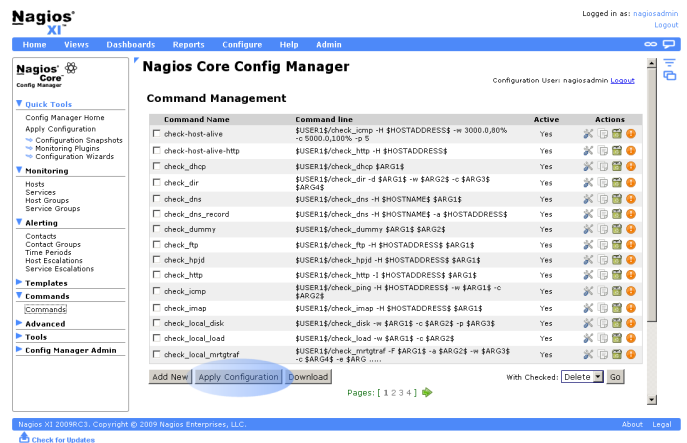 Nagios®
XI™
Logged in as: nagiosadmin
Logout
Home Views Dashboards Reports Configure Help Admin
Nagios®
Core™
Config Manager
Quick Tools
Config Manager Home
Apply Configuration
Configuration Snapshots
Monitoring Plugins
Configuration Wizards
Monitoring
Hosts
Services
Host Groups
Service Groups
Alerting
Contacts
Contact Groups
Time Periods
Host Escalations
Service Escalations
Templates
Commands
Commands
Advanced
Tools
Config Manager Admin
Nagios Core Config Manager
Configuration User: nagiosadmin Logout
Command Management
Command Name Command line Active Actions
check-host-alive $USER1$/check_icmp -H $HOSTADDRESS$ -w 3000.0,80% Yes
-c 5000.0,100% -p 5
check-host-alive-http $USER1$/check_http -H $HOSTADDRESS$ Yes
check_dhcp $USER1$/check_dhcp $ARG1$ Yes
check_dir $USER1$/check_dir -d $ARG1$ -w $ARG2$ -c $ARG3$ Yes
$ARG4$
check_dns $USER1$/check_dns -H $HOSTNAME$ $ARG1$ Yes
check_dns_record $USER1$/check_dns -H $HOSTNAME$ -a $HOSTADDRESS$ Yes
check_dummy $USER1$/check_dummy $ARG1$ $ARG2$ Yes
check_ftp $USER1$/check_ftp -H $HOSTADDRESS$ $ARG1$ Yes
check_hpjd $USER1$/check_hpjd -H $HOSTADDRESS$ $ARG1$ Yes
check_http $USER1$/check_http -I $HOSTADDRESS$ $ARG1$ Yes
check_icmp $USER1$/check_ping -H $HOSTADDRESS$ -w $ARG1$ -c Yes
$ARG2$
check_imap $USER1$/check_imap -H $HOSTADDRESS$ $ARG1$ Yes
check_local_disk $USER1$/check_disk -w $ARG1$ -c $ARG2$ -p $ARG3$ Yes
check_local_load $USER1$/check_load -w $ARG1$ -c $ARG2$ Yes
check_local_mrtgtraf $USER1$/check_mrtgtraf -F $ARG1$ -a $ARG2$ -w $ARG3$ Yes
-c $ARG4$ -e $ARG .....
Add New Apply Configuration Download With Checked: Delete Go
Pages: [ 1 2 3 4 ]
Nagios XI 2009RC3. Copyright © 2009 Nagios Enterprises, LLC. About Legal
Check for Updates